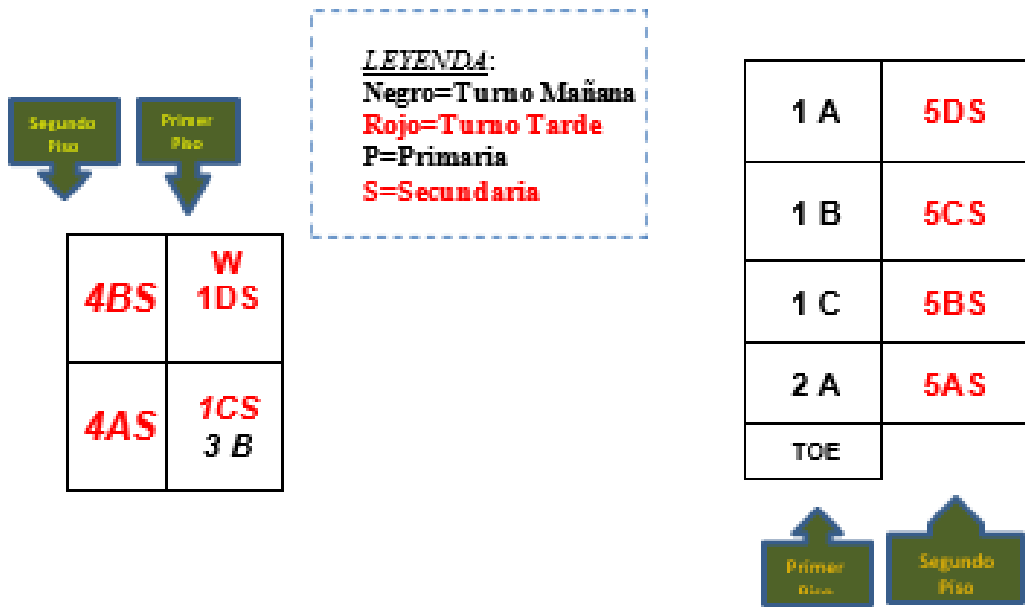 LEYENDA:
Negro=Turno Mañana
Rojo=Turno Tarde
P=Primaria
S=Secundaria
Segundo
Piso
Primer
Piso
4BS
W
1DS
4AS
1CS
3 B
1 A 5DS
1 B 5CS
1 C 5BS
2 A 5AS
TOE
Primer
Piso
Segundo
Piso